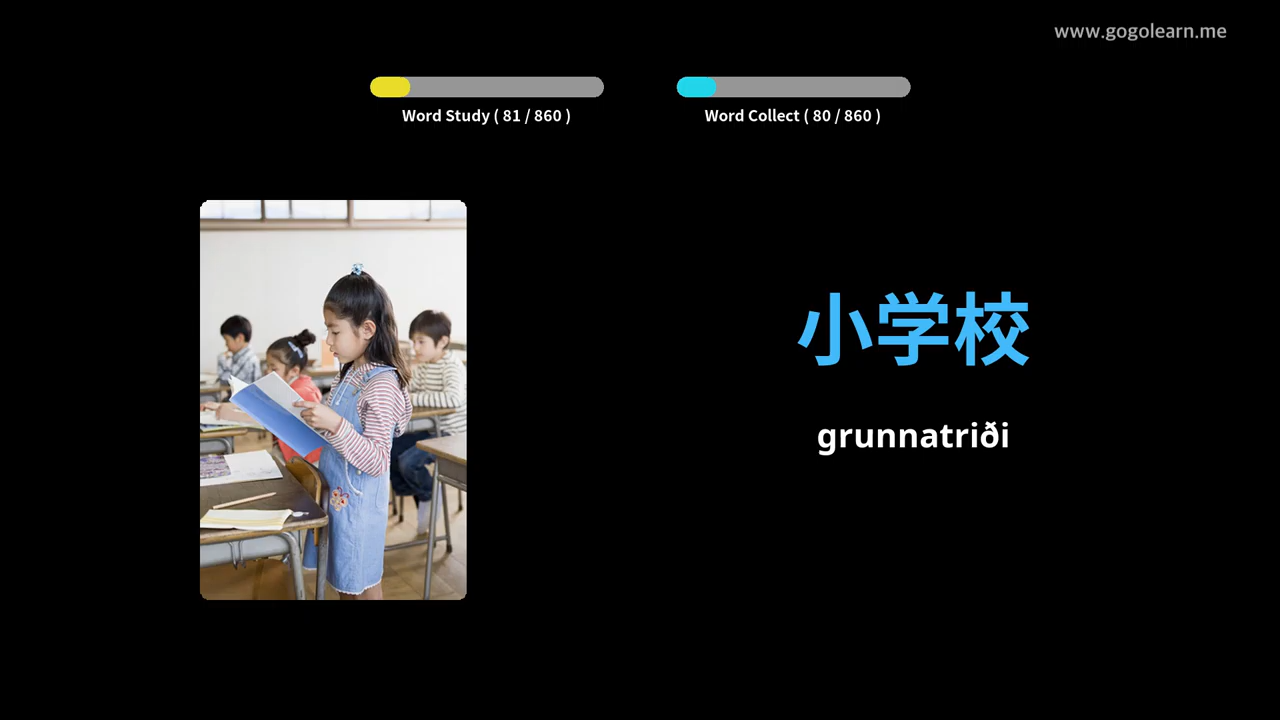 www.gogolearn.me
Word Study ( 81 / 860 )
Word Collect ( 80 / 860 )
小学校
grunnatriði